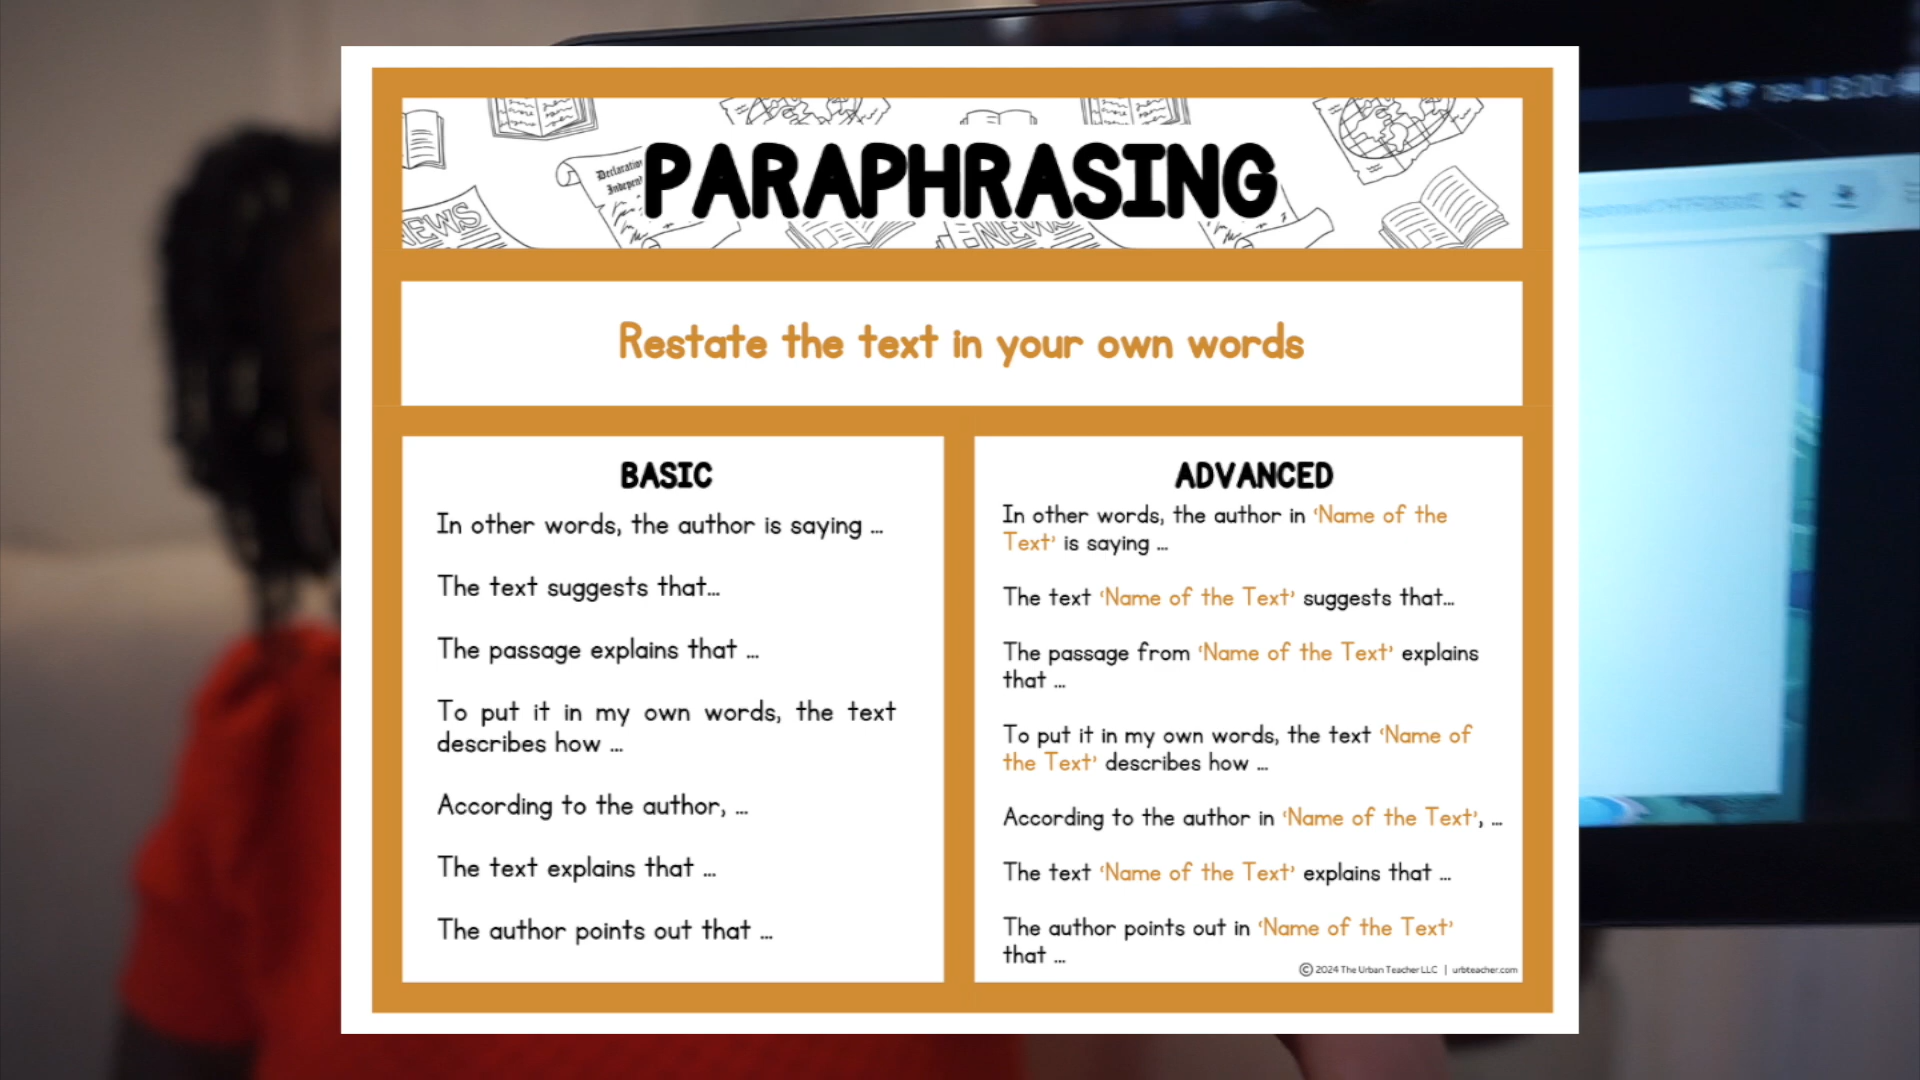 Declaration
Indepen
NEWS
NEWS
PARAPHRASING
Restate the text in your own words
BASIC
In other words, the author is saying ...
The text suggests that...
The passage explains that ...
To put it in my own words, the text
describes how ...
According to the author, ...
The text explains that ...
The author points out that ...
ADVANCED
In other words, the author in ‘Name of the
Text’ is saying ...
The text ‘Name of the Text’ suggests that...
The passage from ‘Name of the Text’ explains
that ...
To put it in my own words, the text ‘Name of
the Text’ describes how ...
According to the author in ‘Name of the Text’, ...
The text ‘Name of the Text’ explains that ...
The author points out in ‘Name of the Text’
that ...
© 2024 The Urban Teacher LLC | urbteacher.com